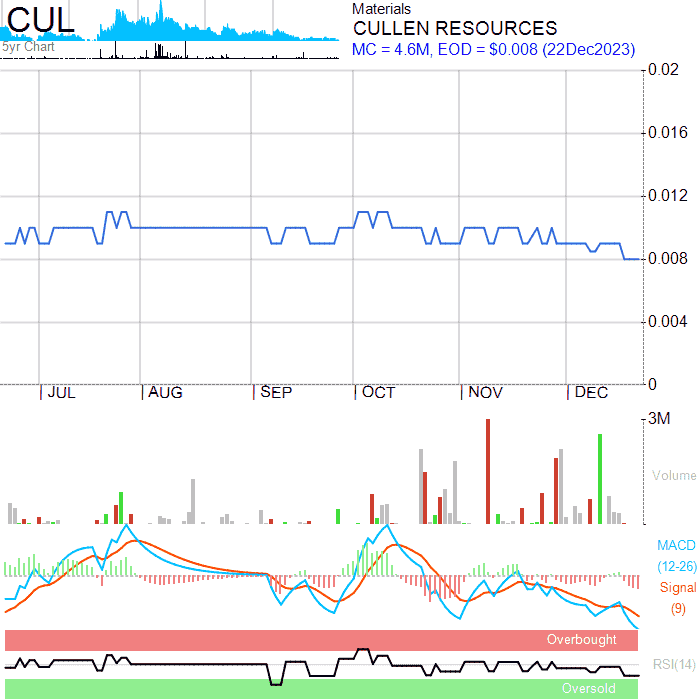 CUL
5yr Chart
Materials
CULLEN RESOURCES
MC = 4.6M, EOD = $0.008 (22Dec2023)
0.02
0.016
0.012
0.008
0.004
0
JUL AUG SEP OCT NOV DEC
3M
Volume
MACD
(12-26)
Signal
(9)
Overbought
RSI(14)
Oversold